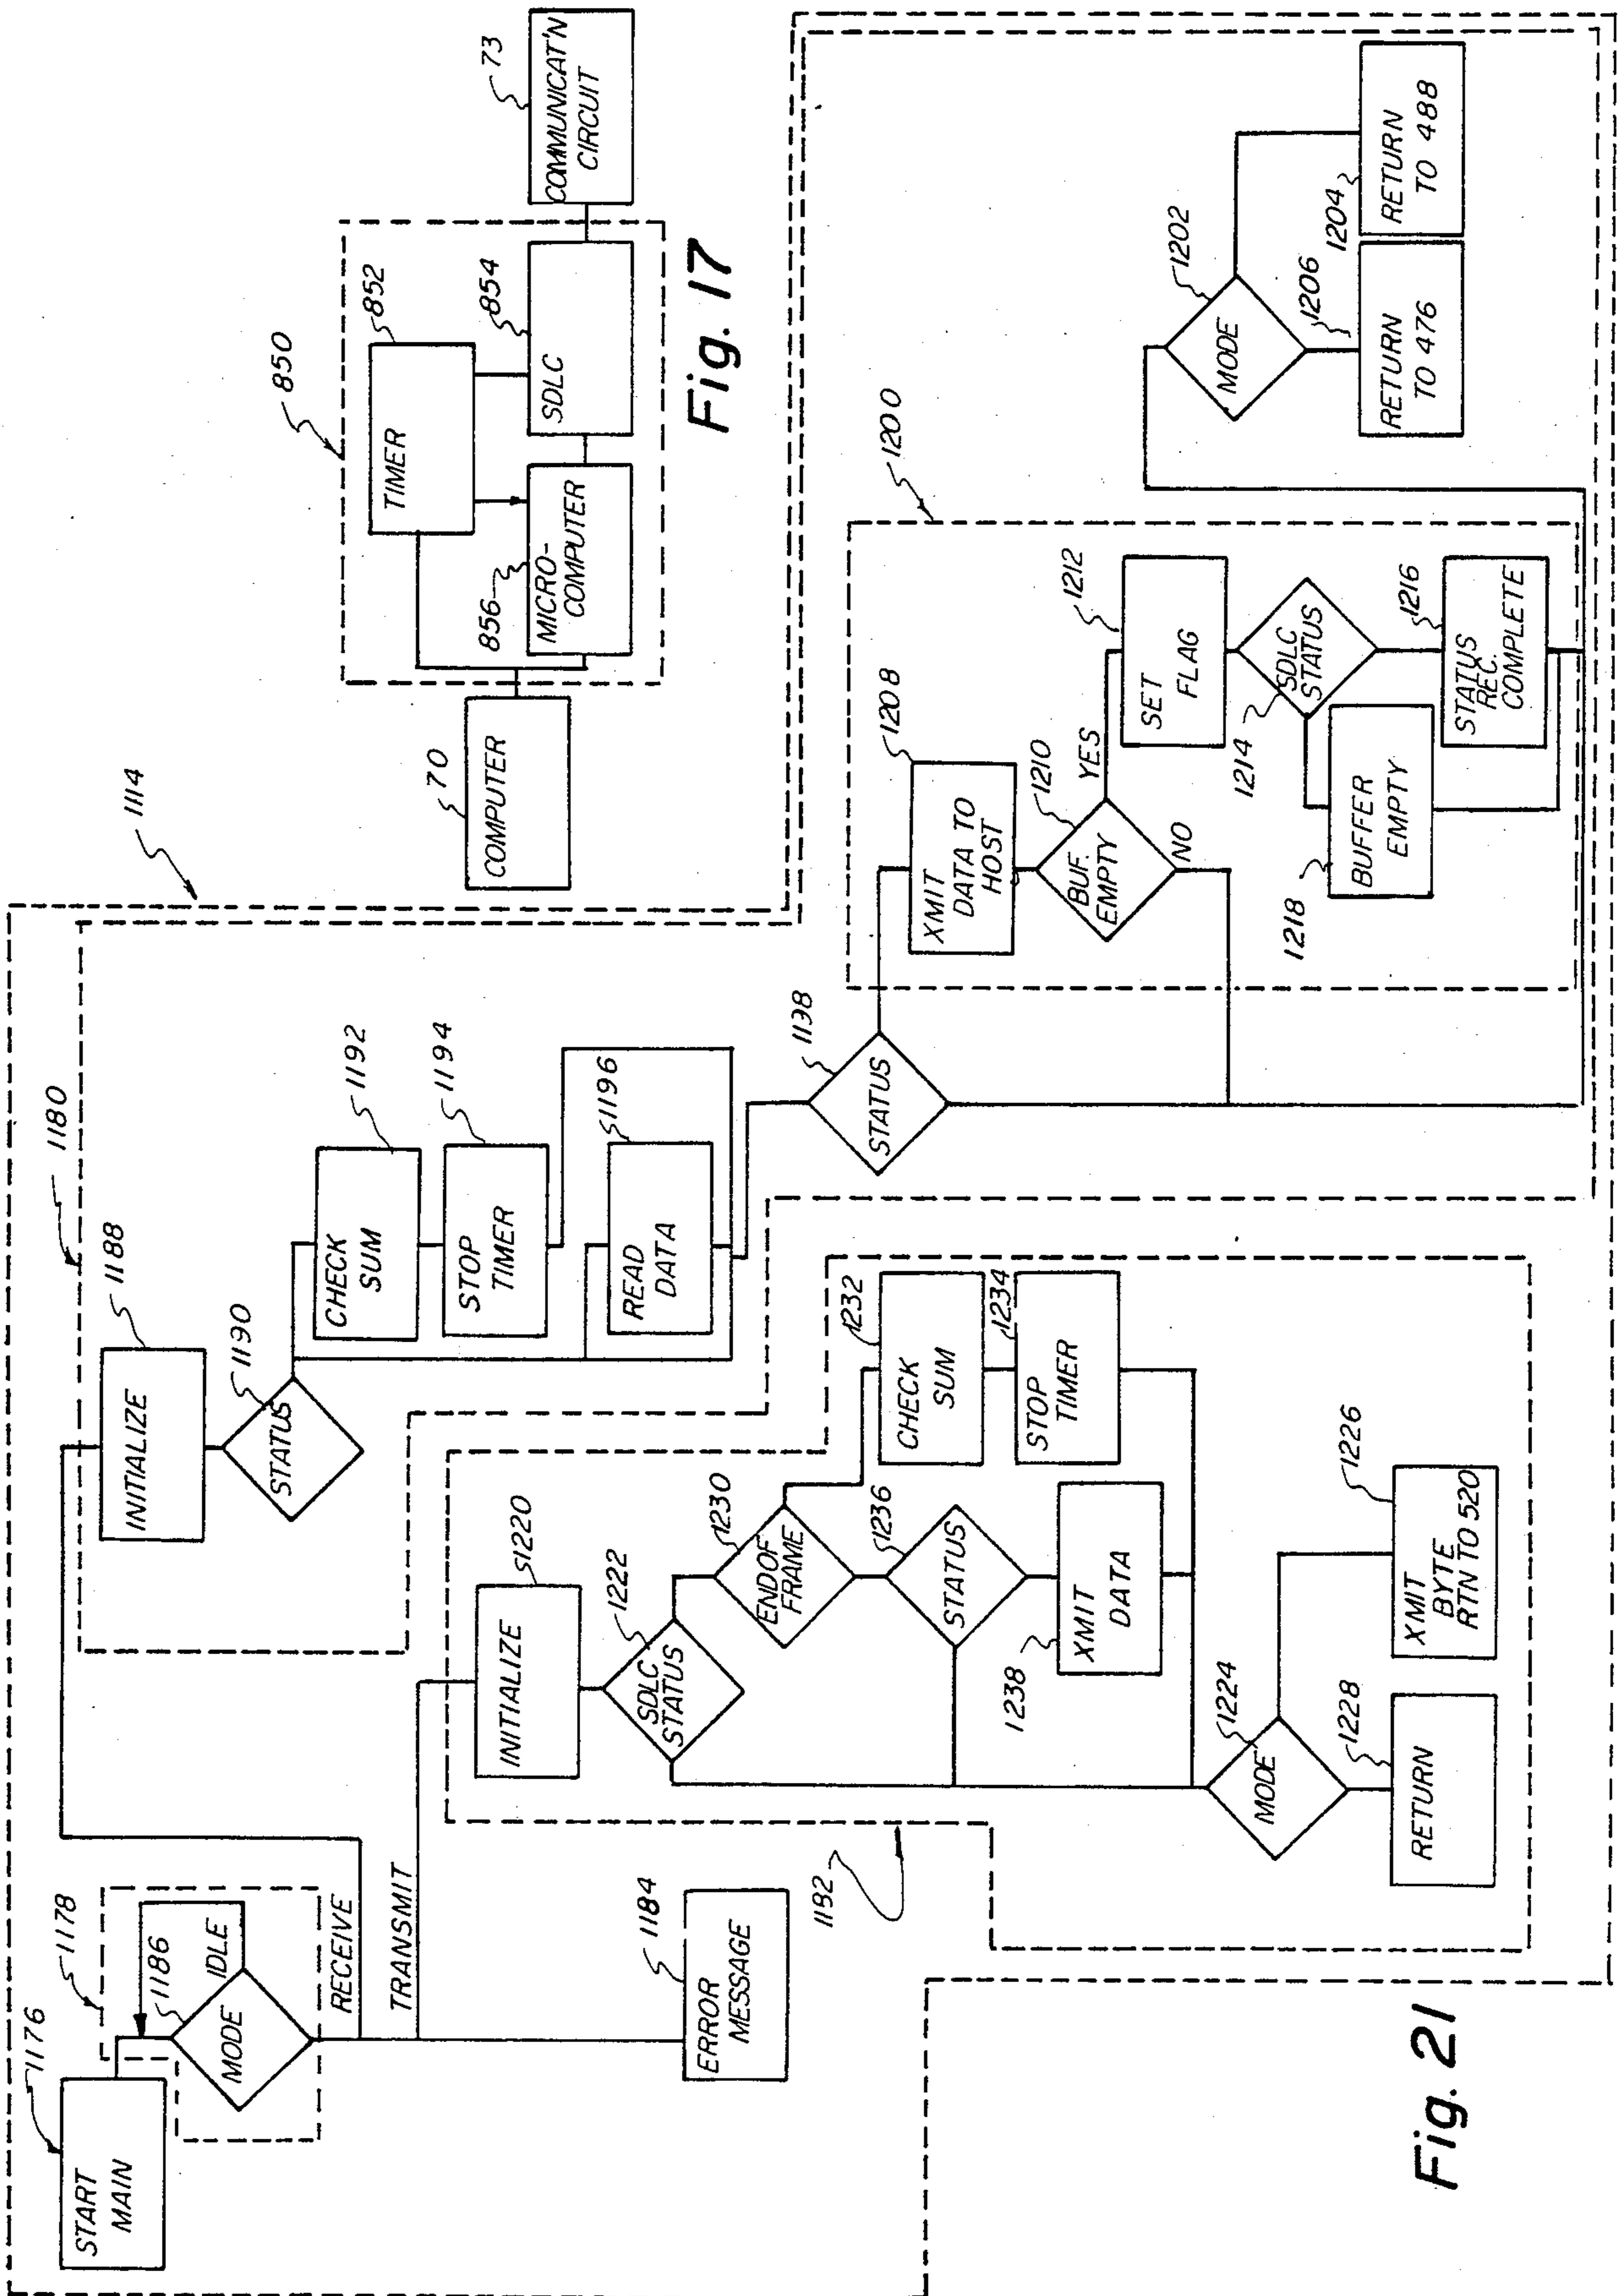 1176
START
MAIN
1178
1186
IDLE
MODE
RECEIVE
TRANSMIT
1184
ERROR
MESSAGE
1114
1180
1188
INITIALIZE
1190
STATUS
1192
CHECK
SUM
1194
STOP
TIMER
1196
READ
DATA
1198
STATUS
1200
1208
XMIT
DATA TO
HOST
1210
BUF.
EMPTY
YES
NO
1212
SET
FLAG
1214
SDLC
STATUS
1216
STATUS
REC.
COMPLETE
1218
BUFFER
EMPTY
1202
MODE
1206
1204
RETURN
TO 476
RETURN
TO 488
1182
1220
INITIALIZE
1222
SDLC
STATUS
1230
END OF
FRAME
1232
CHECK
SUM
1234
STOP
TIMER
1236
STATUS
1238
XMIT
DATA
1224
MODE
1228
RETURN
1226
XMIT
BYTE
RTN TO 520
Fig. 21
70
COMPUTER
850
852
TIMER
856
MICRO-
COMPUTER
854
SDLC
73
COMMUNICAT'N
CIRCUIT
Fig. 17